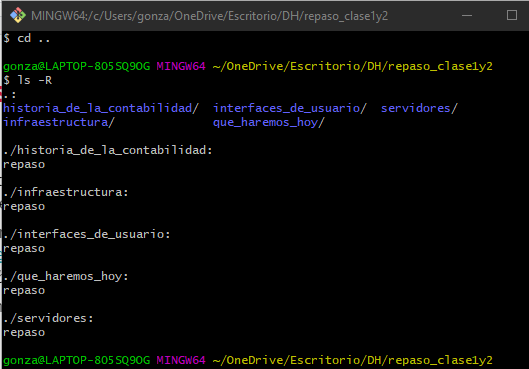 MINGW64:/c/Users/gonza/OneDrive/Escritorio/DH/repaso_clase1y2
$ cd ..
gonza@LAPTOP-805SQ9OG MINGW64 ~/OneDrive/Escritorio/DH/repaso_clase1y2
$ ls -R
.:
historia_de_la_contabilidad/  interfaces_de_usuario/  servidores/
infraestructura/              que_haremos_hoy/
./historia_de_la_contabilidad:
repaso
./infraestructura:
repaso
./interfaces_de_usuario:
repaso
./que_haremos_hoy:
repaso
./servidores:
repaso
gonza@LAPTOP-805SQ9OG MINGW64 ~/OneDrive/Escritorio/DH/repaso_clase1y2